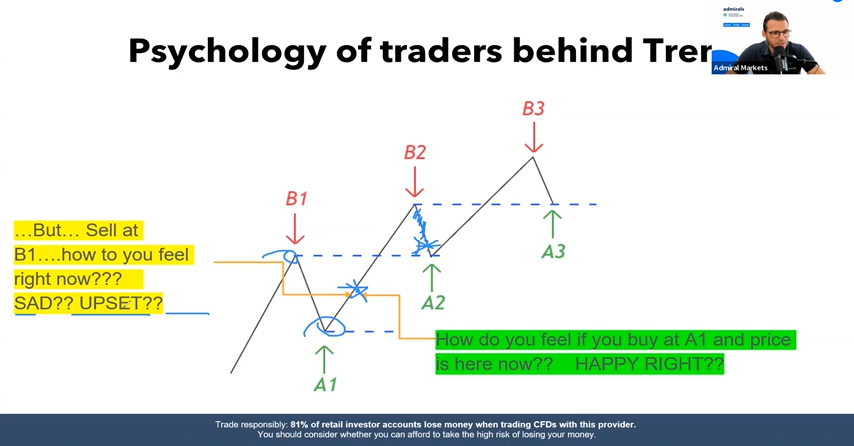 admirals
Psychology of traders behind Tren
Admiral Markets
B3
B2
B1
…But… Sell at
B1….how to you feel
right now???
SAD?? UPSET??
A3
A2
How do you feel if you buy at A1 and price
is here now?? HAPPY RIGHT??
A1
Trade responsibly: 81% of retail investor accounts lose money when trading CFDs with this provider.
You should consider whether you can afford to take the high risk of losing your money.